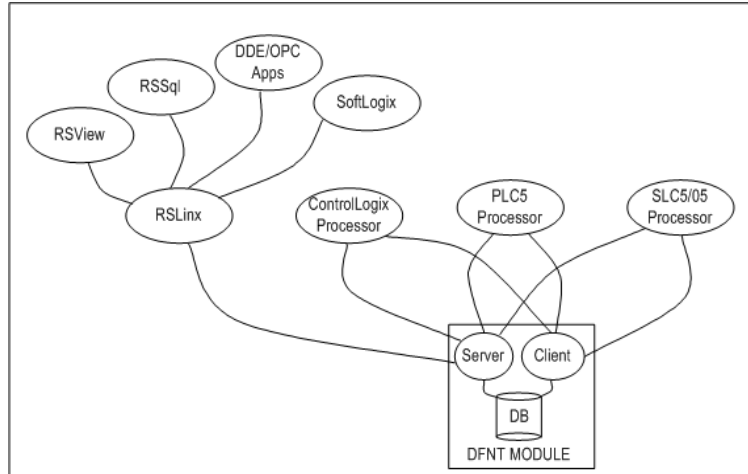 DDE/OPC
Apps
RSSql
SoftLogix
RSView
RSLinx
ControlLogix
Processor
PLC5
Processor
SLC5/05
Processor
Server
Client
DB
DFNT MODULE